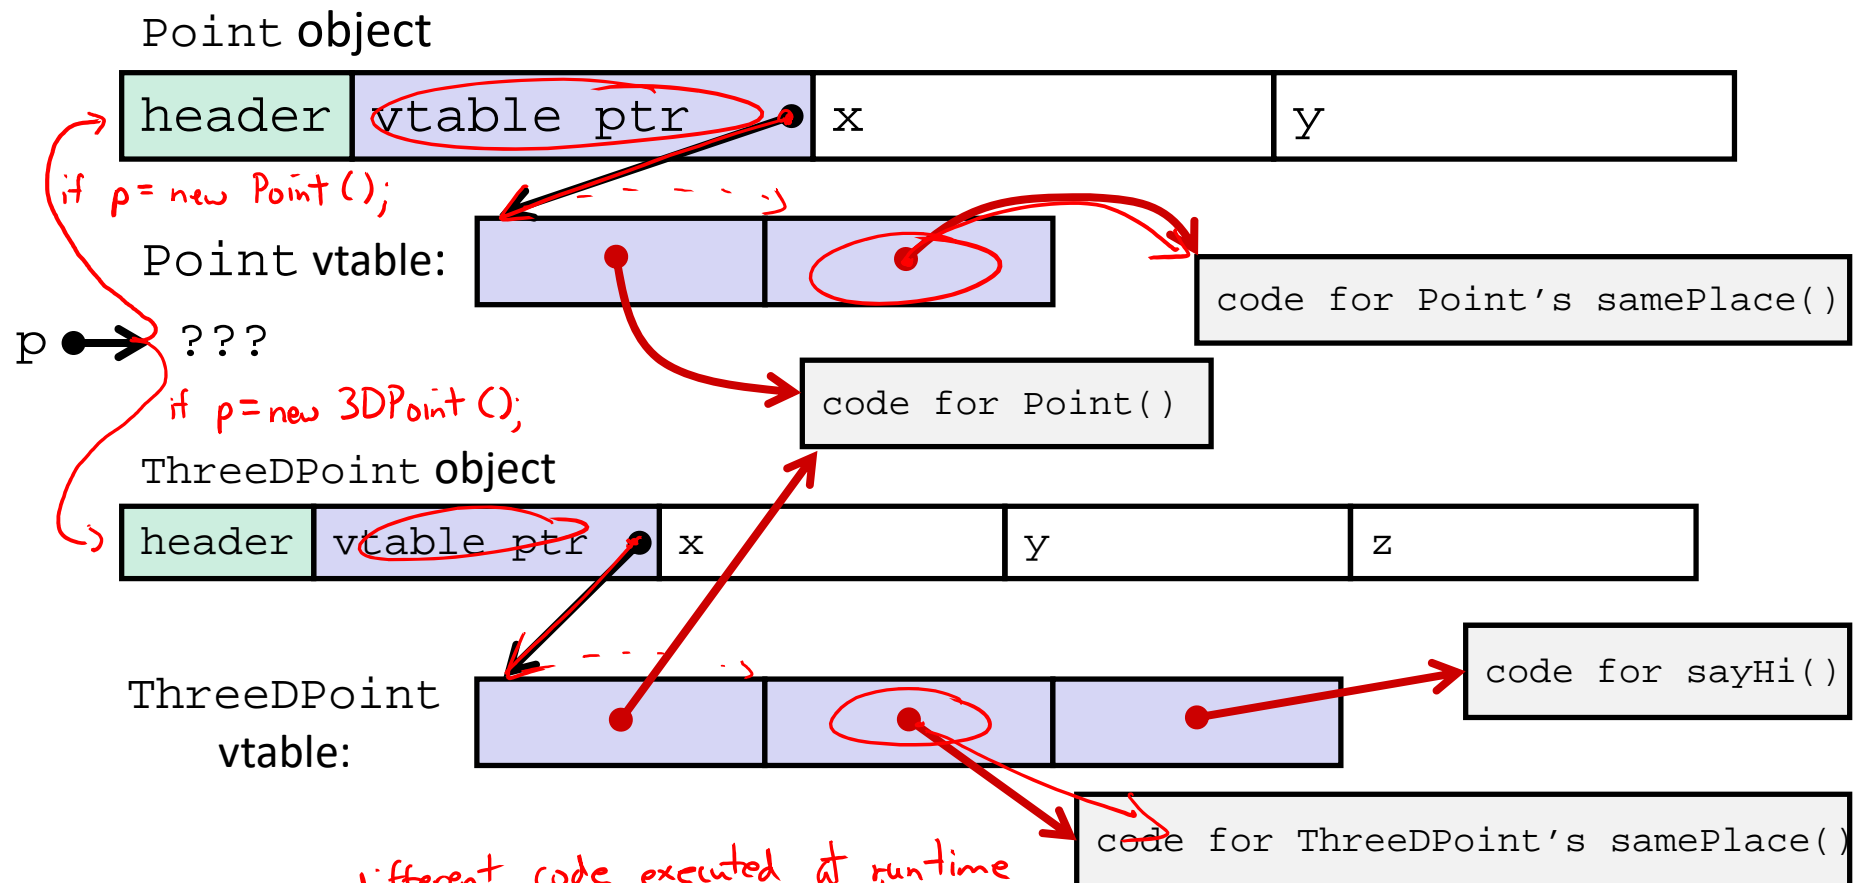 Point object
header vtable ptr x y
if p = new Point();
Point vtable:
code for Point's samePlace()
p ???
code for Point()
if p = new 3DPoint();
ThreeDPoint object
header vtable ptr x y z
code for sayHi()
ThreeDPoint
vtable:
code for ThreeDPoint's samePlace()
different code executed at runtime